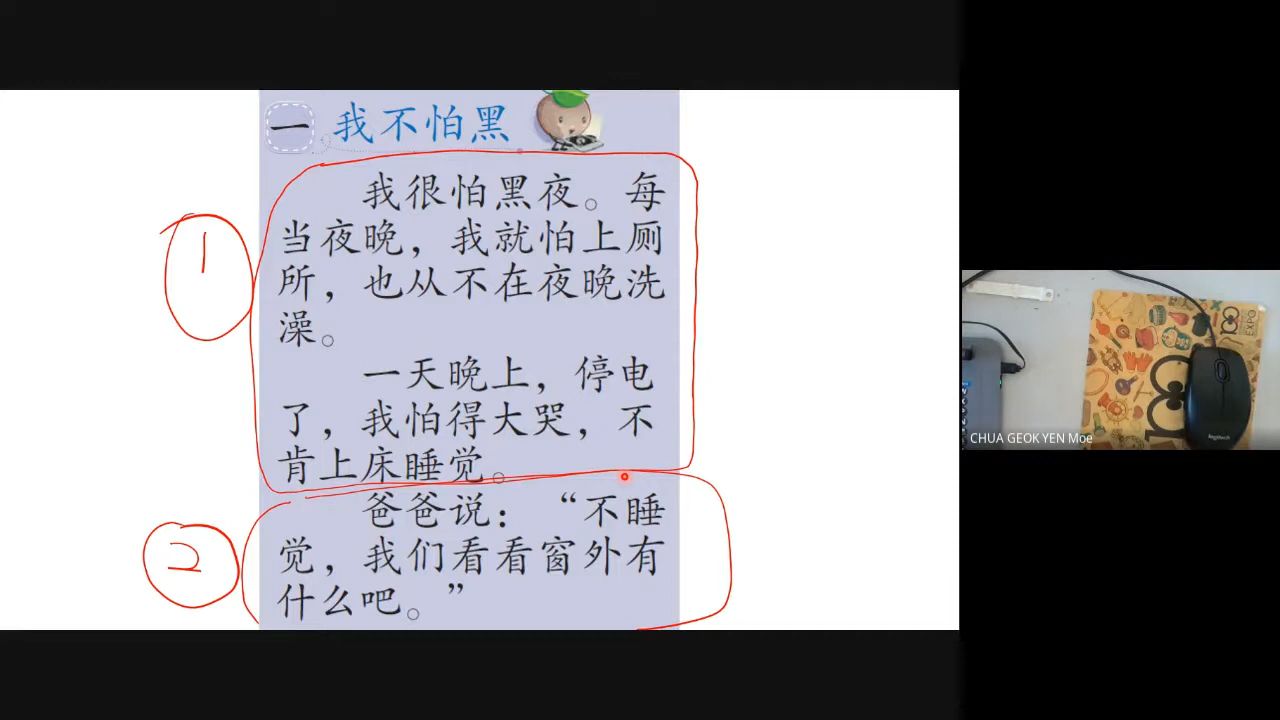 一 我不怕黑
我很怕黑夜。每
当夜晚，我就怕上厕
所，也从不在夜晚洗
澡。
一天晚上，停电
了，我怕得大哭，不
肯上床睡觉。
爸爸说：“不睡
觉，我们看看窗外有
什么吧。”
1
2
CHUA GEOK YEN Moe
100
EXPO
logitech